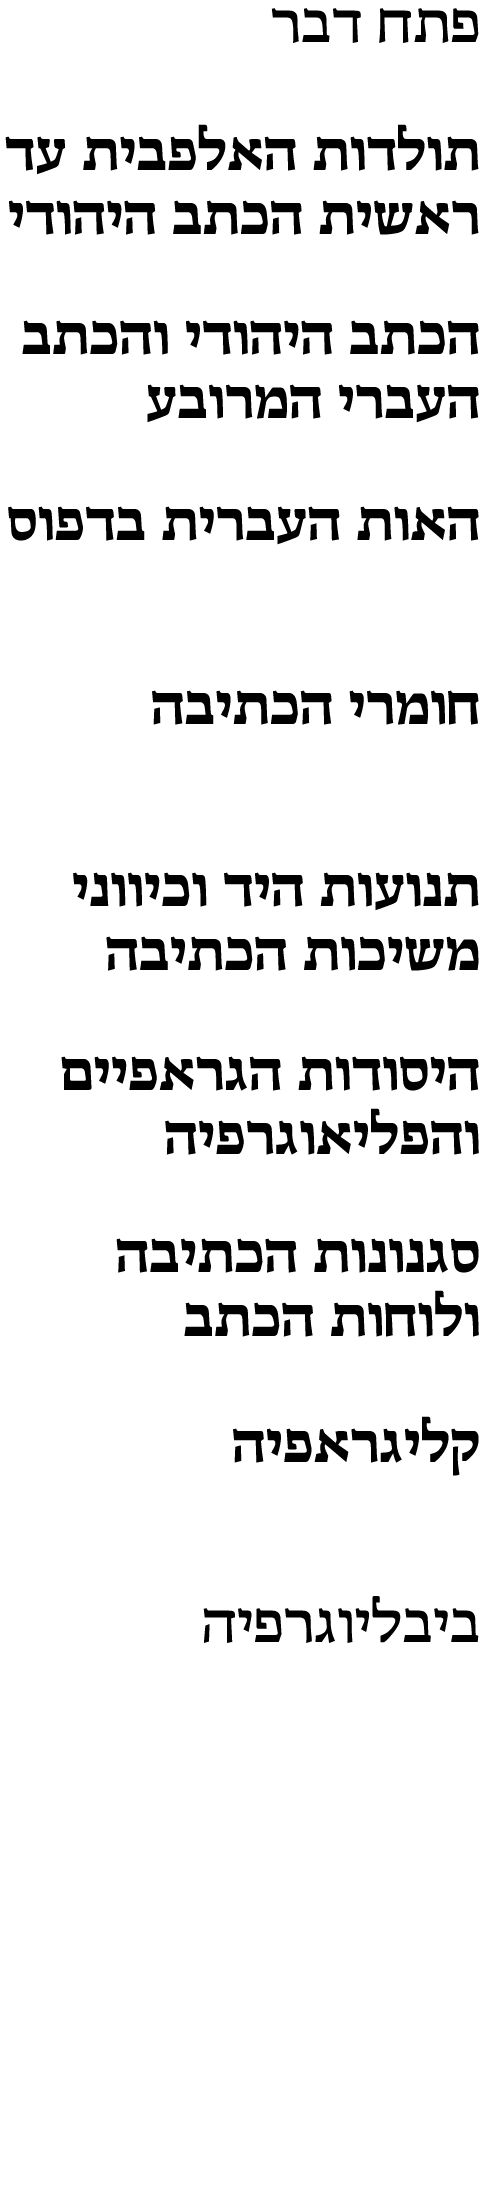 פתח דבר
תולדות האלפבית עד
ראשית הכתב היהודי
הכתב היהודי והכתב
העברי המרובע
האות העברית בדפוס
חומרי הכתיבה
תנועות היד וכיווני
משיכות הכתיבה
היסודות הגראפיים
והפליאוגרפיה
סגנונות הכתיבה
ולוחות הכתב
קליגראפיה
ביבליוגרפיה